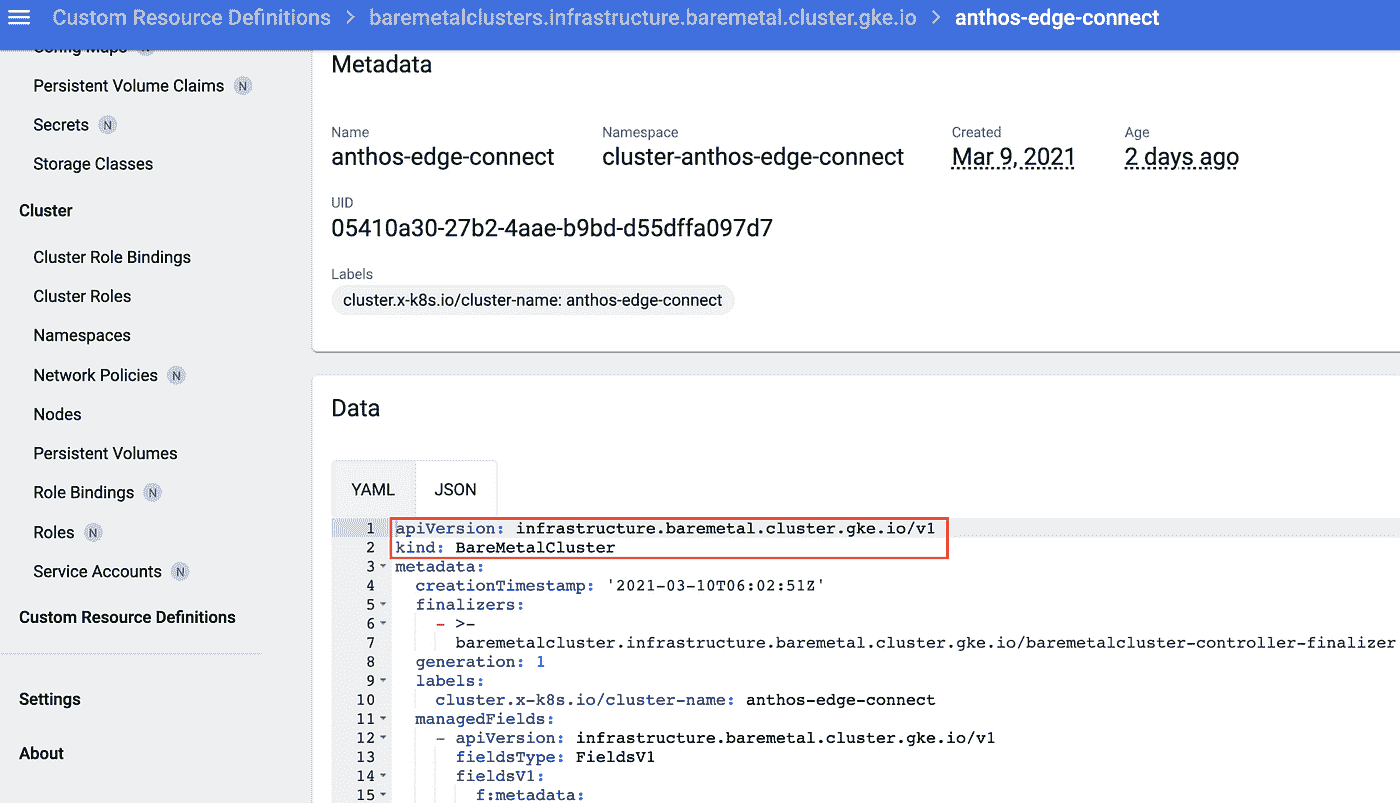 Custom Resource Definitions > baremetalclusters.infrastructure.baremetal.cluster.gke.io > anthos-edge-connect
Config Maps N
Persistent Volume Claims N
Secrets N
Storage Classes
Cluster
Cluster Role Bindings
Cluster Roles
Namespaces
Network Policies N
Nodes
Persistent Volumes
Role Bindings N
Roles N
Service Accounts N
Custom Resource Definitions
Settings
About
Metadata
Name
anthos-edge-connect
Namespace
cluster-anthos-edge-connect
Created
Mar 9, 2021
Age
2 days ago
UID
05410a30-27b2-4aae-b9bd-d55dffa097d7
Labels
cluster.x-k8s.io/cluster-name: anthos-edge-connect
Data
YAML JSON
1 apiVersion: infrastructure.baremetal.cluster.gke.io/v1
2 kind: BareMetalCluster
3 metadata:
4 creationTimestamp: '2021-03-10T06:02:51Z'
5 finalizers:
6 - >-
7 baremetalcluster.infrastructure.baremetal.cluster.gke.io/baremetalcluster-controller-finalizer
8 generation: 1
9 labels:
10 cluster.x-k8s.io/cluster-name: anthos-edge-connect
11 managedFields:
12 - apiVersion: infrastructure.baremetal.cluster.gke.io/v1
13 fieldsType: FieldsV1
14 fieldsV1:
15 f:metadata: